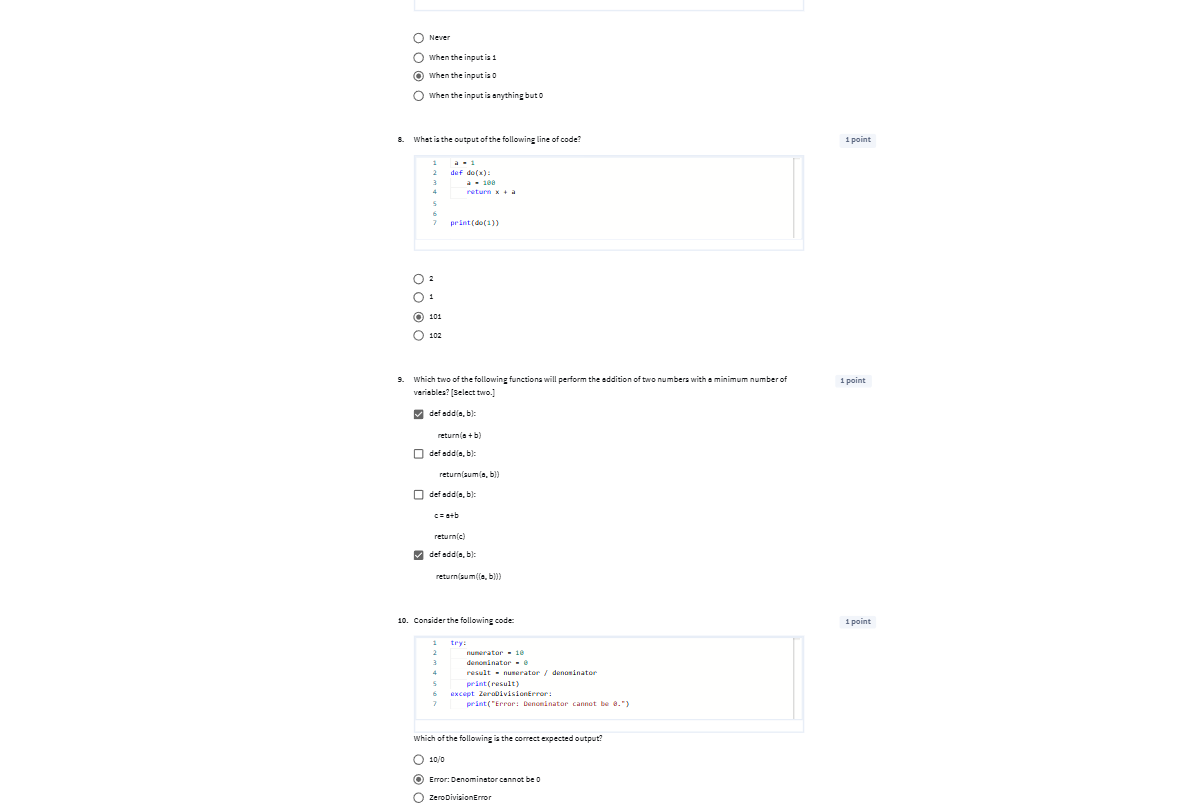 Never
When the input is 1
When the input is 0
When the input is anything but 0
8. What is the output of the following line of code?
1 point
1 a = 1
2 def do(x):
3 a = 100
4 return x + a
5
6
7 print(do(1))
2
1
101
102
9. Which two of the following functions will perform the addition of two numbers with a minimum number of
variables? [Select two.]
1 point
def add(a, b):
return(a + b)
def add(a, b):
return(sum(a, b))
def add(a, b):
c = a+b
return(c)
def add(a, b):
return(sum((a, b)))
10. Consider the following code:
1 point
1 try:
2 numerator = 10
3 denominator = 0
4 result = numerator / denominator
5 print(result)
6 except ZeroDivisionError:
7 print("Error: Denominator cannot be 0.")
Which of the following is the correct expected output?
10/0
Error: Denominator cannot be 0
ZeroDivisionError